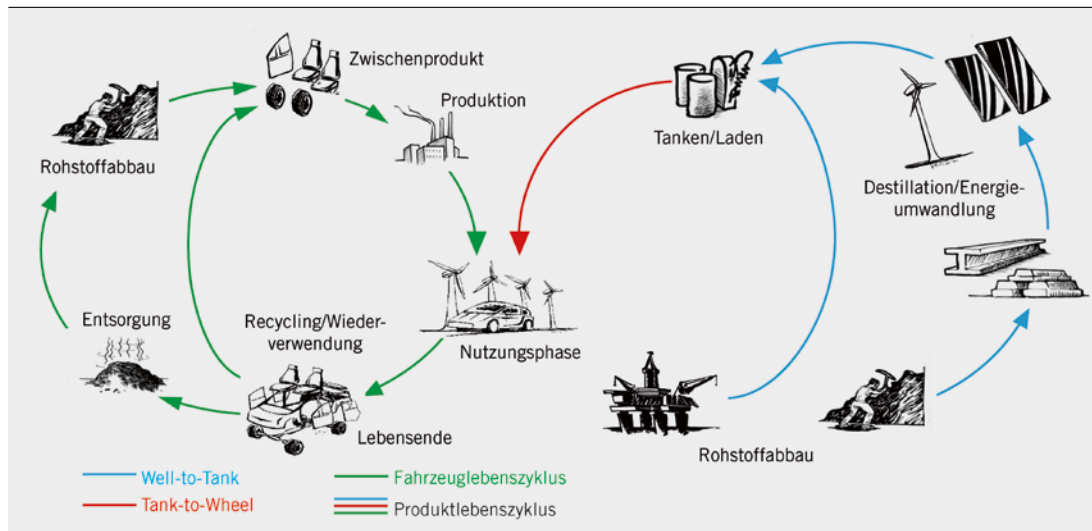 Zwischenprodukt
Produktion
Rohstoffabbau
Tanken/Laden
Destillation/Energie-
umwandlung
Entsorgung
Recycling/Wieder-
verwendung
Nutzungsphase
Lebensende
Rohstoffabbau
Well-to-Tank
Fahrzeuglebenszyklus
Tank-to-Wheel
Produktlebenszyklus